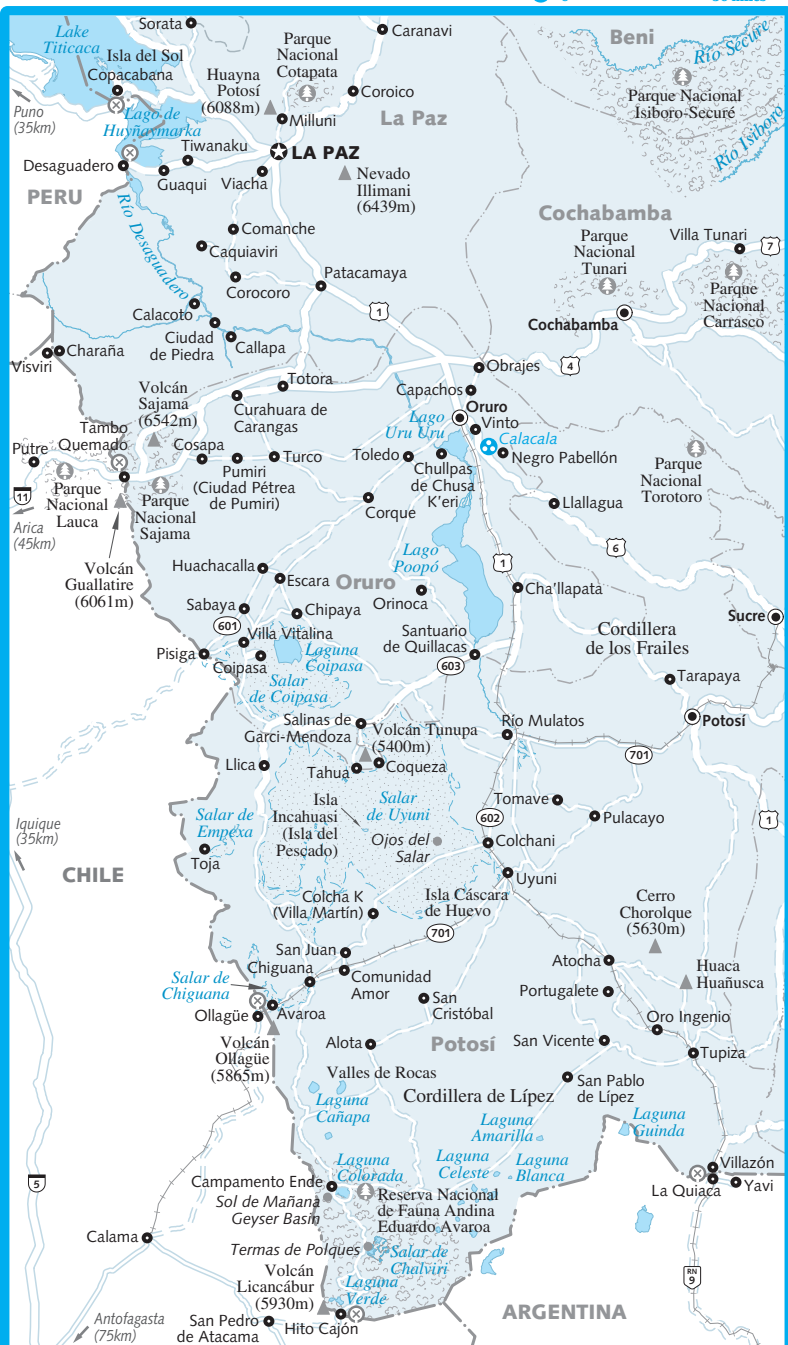 Sorata
Caranavi
Lake
Titicaca
Isla del Sol
Copacabana
Parque
Nacional
Cotapata
Huayna
Potosí
(6088m)
Beni
Río Securé
Parque Nacional
Isiboro-Securé
Río Isiboro
Puno
(35km)
Lago de
Huyñaymarka
Coroico
Milluni
La Paz
Tiwanaku
LA PAZ
Desaguadero
Guaqui
Viacha
Nevado
Illimani
(6439m)
PERU
Río Desaguadero
Comanche
Caquiaviri
Corocoro
Patacamaya
Cochabamba
Parque
Nacional
Tunari
Villa Tunari
7
Parque
Nacional
Carrasco
Cochabamba
1
Calacoto
Ciudad
de Piedra
Callapa
Visviri
Charaña
Obrajes
4
Volcán
Sajama
(6542m)
Totora
Curahuara de
Carangas
Capachos
Oruro
Lago
Uru Uru
Vinto
Calacala
Negro Pabellón
Tambo
Quemado
Putre
Cosapa
Pumiri
(Ciudad Pétrea
de Pumiri)
Turco
Toledo
Chullpas
de Chusa
K'eri
Parque
Nacional
Torotoro
11
Parque
Nacional
Lauca
Parque
Nacional
Sajama
Arica
(45km)
Corque
Llallagua
Volcán
Guallatire
(6061m)
Lago
Poopó
6
1
Huachacalla
Escara
Oruro
Orinoca
Cha'llapata
Sabaya
Chipaya
601
Villa Vitalina
Sucre
Cordillera
de los Frailes
Pisiga
Coipasa
Laguna
Coipasa
Salar
de Coipasa
Santuario
de Quillacas
603
Tarapaya
Salinas de
Garci-Mendoza
Volcán Tunupa
(5400m)
Río Mulatos
Potosí
701
Llica
Tahua
Coqueza
Isla
Incahuasi
(Isla del
Pescado)
Salar
de Uyuni
Ojos del
Salar
Tomave
Pulacayo
602
Colchani
1
Iquique
(35km)
Salar de
Empexa
Toja
CHILE
Uyuni
Colcha K
(Villa Martín)
Isla Cáscara
de Huevo
Cerro
Chorolque
(5630m)
701
San Juan
Chiguana
Comunidad
Amor
Atocha
Huaca
Huañusca
Salar de
Chiguana
Ollagüe
Avaroa
San
Cristóbal
Portugalete
Oro Ingenio
Volcán
Ollagüe
(5865m)
Alota
Potosí
San Vicente
Tupiza
Valles de Rocas
San Pablo
de Lípez
Cordillera de Lípez
Laguna
Cañapa
Laguna
Amarilla
Laguna
Guinda
Laguna
Celeste
Laguna
Blanca
5
Campamento Ende
Laguna
Colorada
Sol de Mañana
Geyser Basin
Reserva Nacional
de Fauna Andina
Eduardo Avaroa
Villazón
La Quiaca
Yavi
Calama
Termas de Polques
Salar de
Chalviri
Volcán
Licancábur
(5930m)
Laguna
Verde
RN
9
Antofagasta
(75km)
San Pedro
de Atacama
Hito Cajón
ARGENTINA